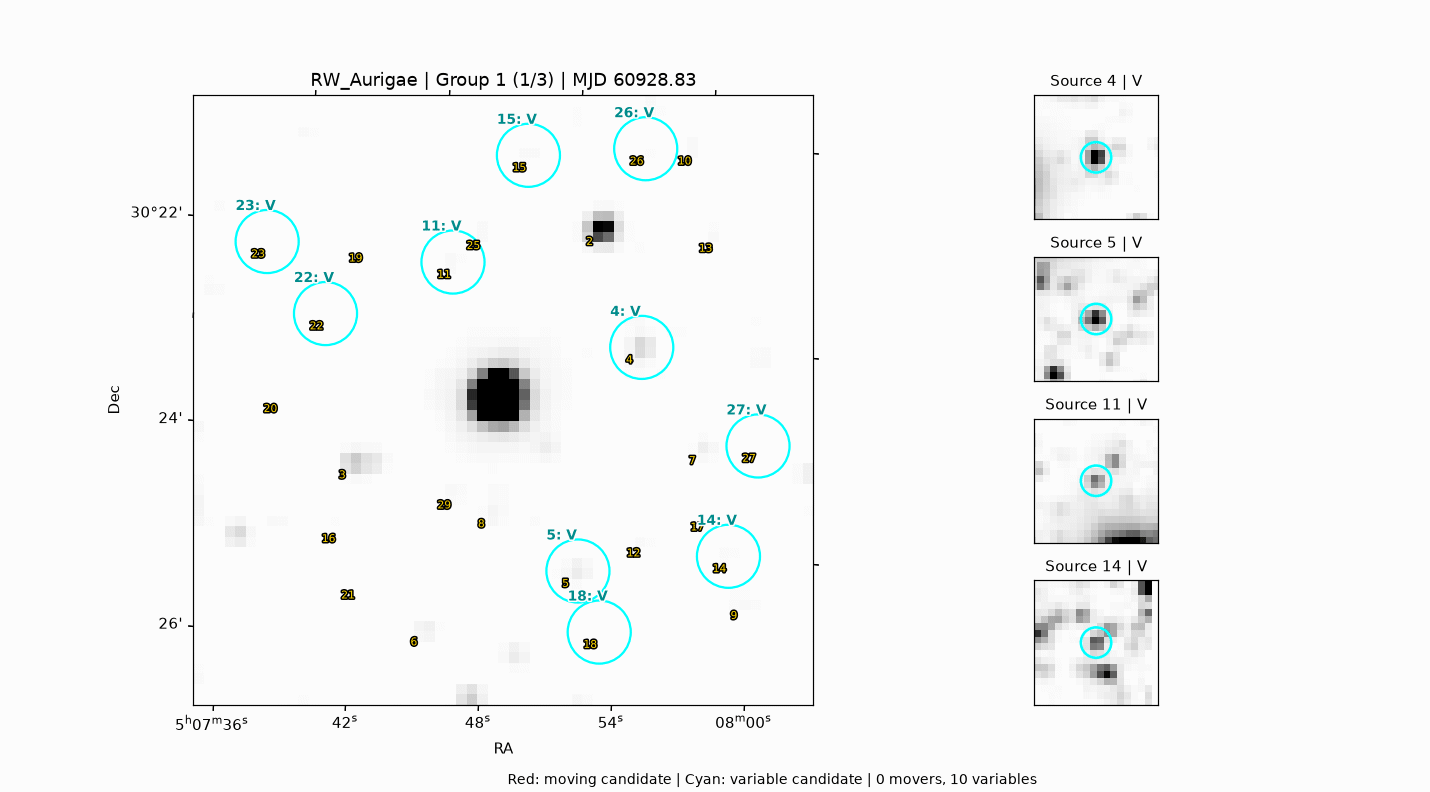 RW_Aurigae | Group 1 (1/3) | MJD 60928.83
Source 4 | V
15: V
26: V
15
26
10
30°22'
23: V
11: V
2
25
13
23
19
11
Source 5 | V
22: V
22
4: V
4
Dec
24'
20
27: V
Source 11 | V
3
7
27
29
8
14: V
16
5: V
12
14
Source 14 | V
5
21
18: V
9
26'
6
18
5h07m36s
42s
48s
54s
08m00s
RA
Red: moving candidate | Cyan: variable candidate | 0 movers, 10 variables